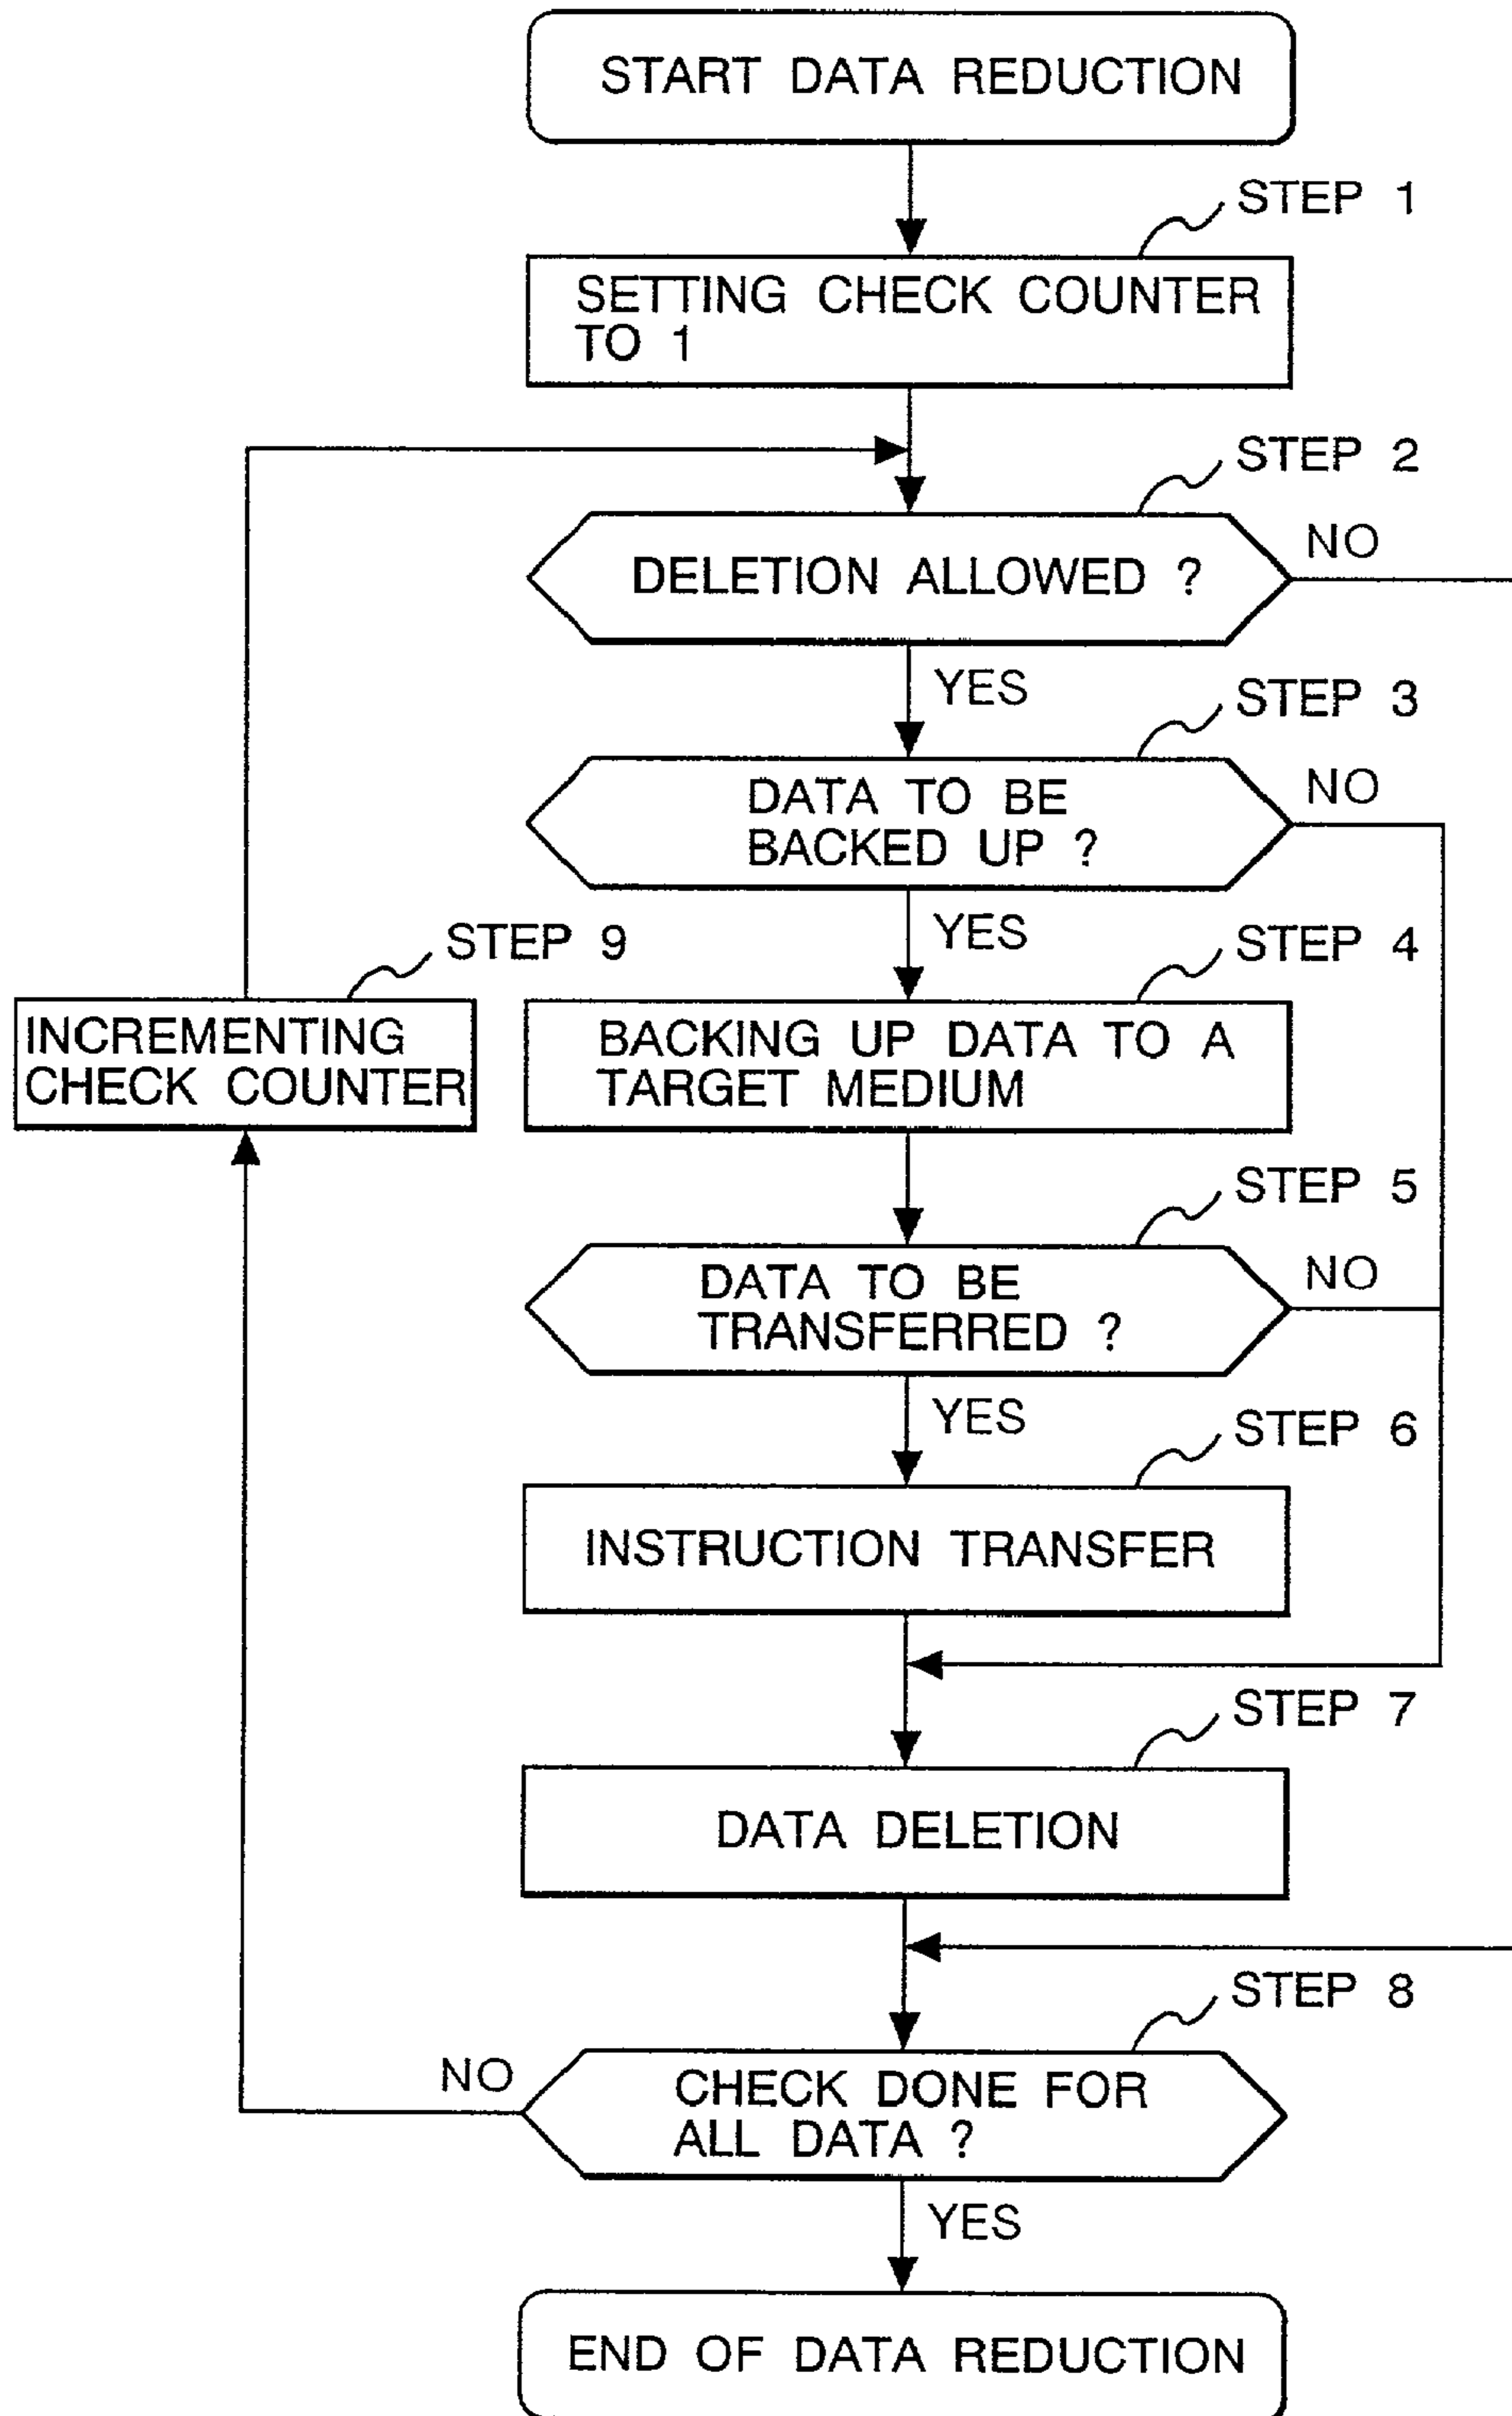 START DATA REDUCTION
STEP 1
SETTING CHECK COUNTER
TO 1
STEP 2
DELETION ALLOWED ?
NO
YES
STEP 3
DATA TO BE
BACKED UP ?
NO
YES
STEP 9
INCREMENTING
CHECK COUNTER
STEP 4
BACKING UP DATA TO A
TARGET MEDIUM
STEP 5
DATA TO BE
TRANSFERRED ?
NO
YES
STEP 6
INSTRUCTION TRANSFER
STEP 7
DATA DELETION
STEP 8
NO
CHECK DONE FOR
ALL DATA ?
YES
END OF DATA REDUCTION